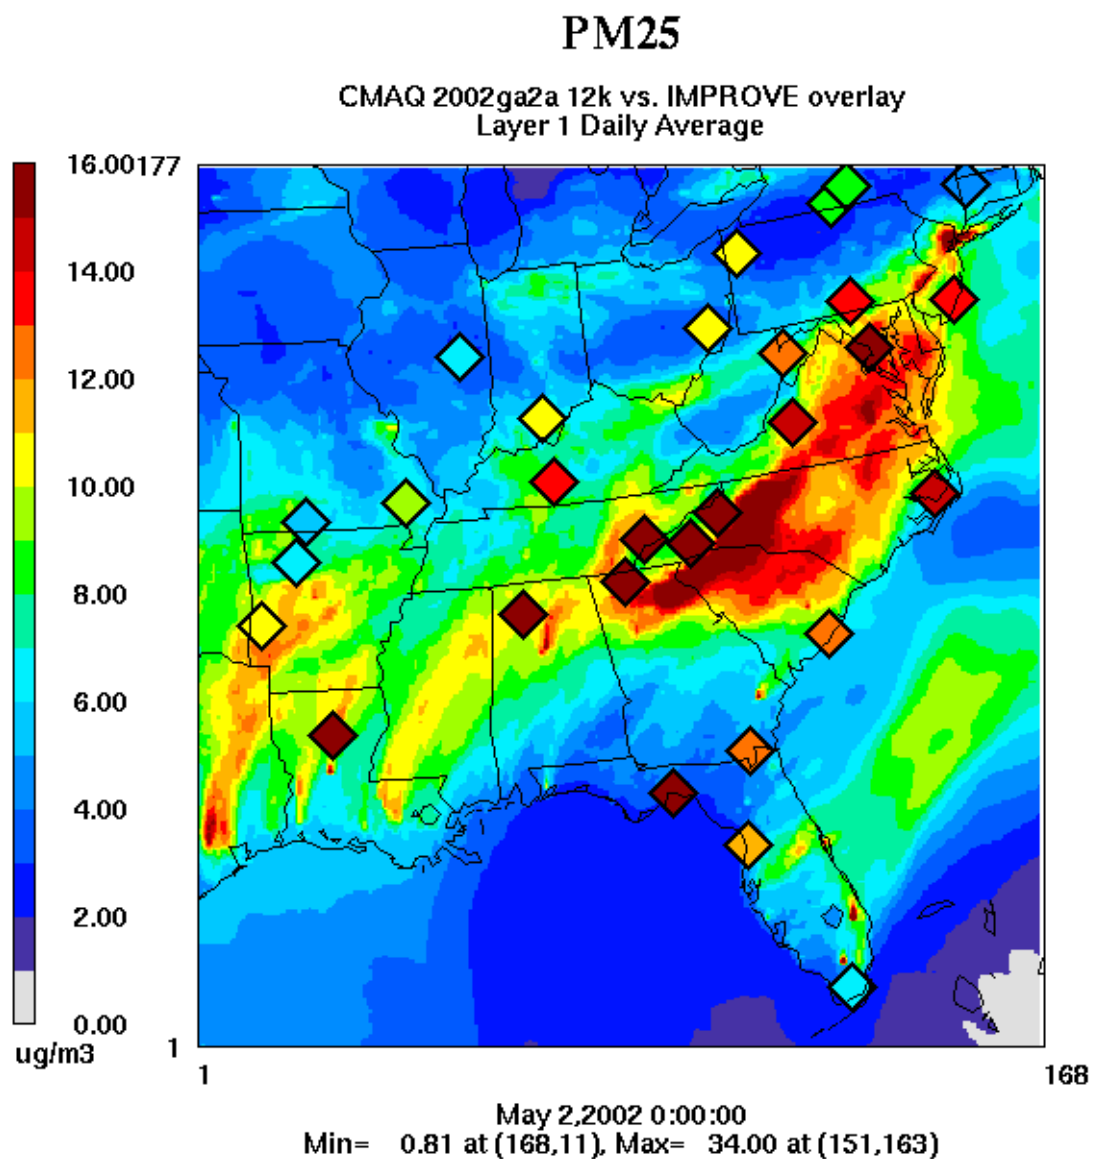 PM25
CMAQ 2002ga2a 12k vs. IMPROVE overlay
Layer 1 Daily Average
16.00
14.00
12.00
10.00
8.00
6.00
4.00
2.00
0.00
ug/m3
177
1
1
168
May 2,2002 0:00:00
Min= 0.81 at (168,11), Max= 34.00 at (151,163)